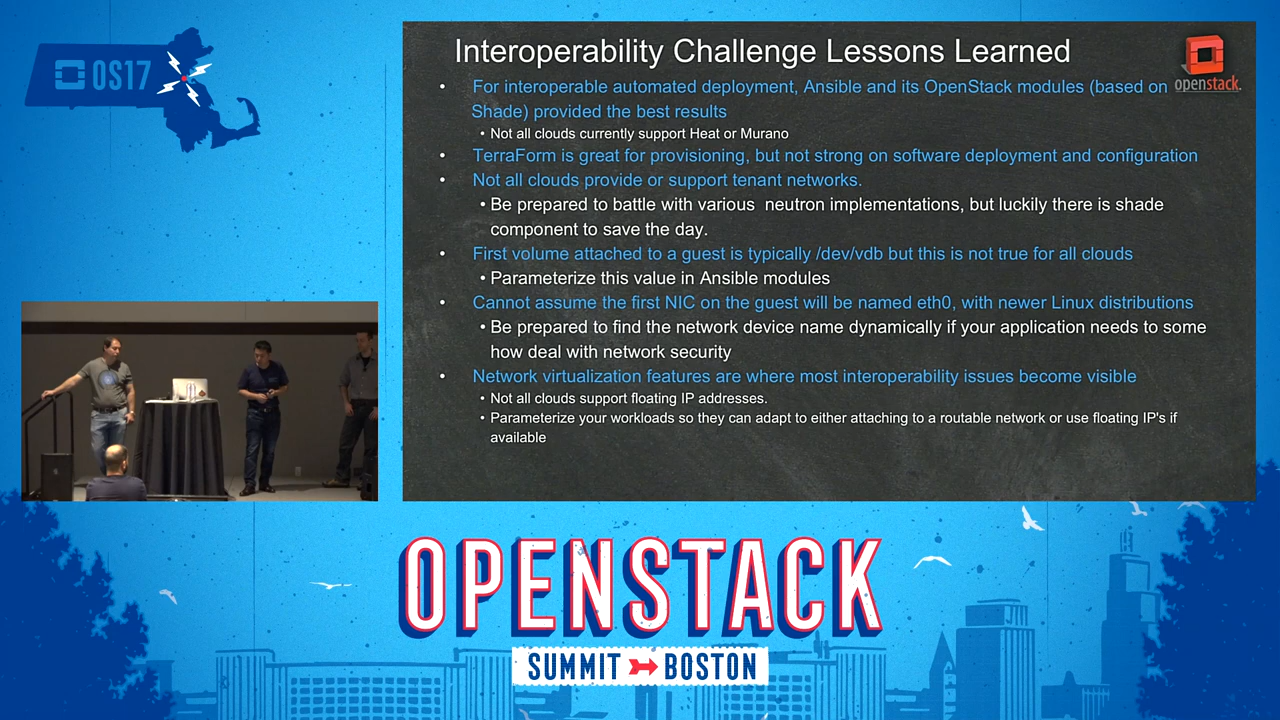 OS17
Interoperability Challenge Lessons Learned
openstack.
• For interoperable automated deployment, Ansible and its OpenStack modules (based on
Shade) provided the best results
• Not all clouds currently support Heat or Murano
• TerraForm is great for provisioning, but not strong on software deployment and configuration
• Not all clouds provide or support tenant networks.
• Be prepared to battle with various  neutron implementations, but luckily there is shade
component to save the day.
• First volume attached to a guest is typically /dev/vdb but this is not true for all clouds
• Parameterize this value in Ansible modules
• Cannot assume the first NIC on the guest will be named eth0, with newer Linux distributions
• Be prepared to find the network device name dynamically if your application needs to some
how deal with network security
• Network virtualization features are where most interoperability issues become visible
• Not all clouds support floating IP addresses.
• Parameterize your workloads so they can adapt to either attaching to a routable network or use floating IP's if
available
OPENSTACK
SUMMIT BOSTON